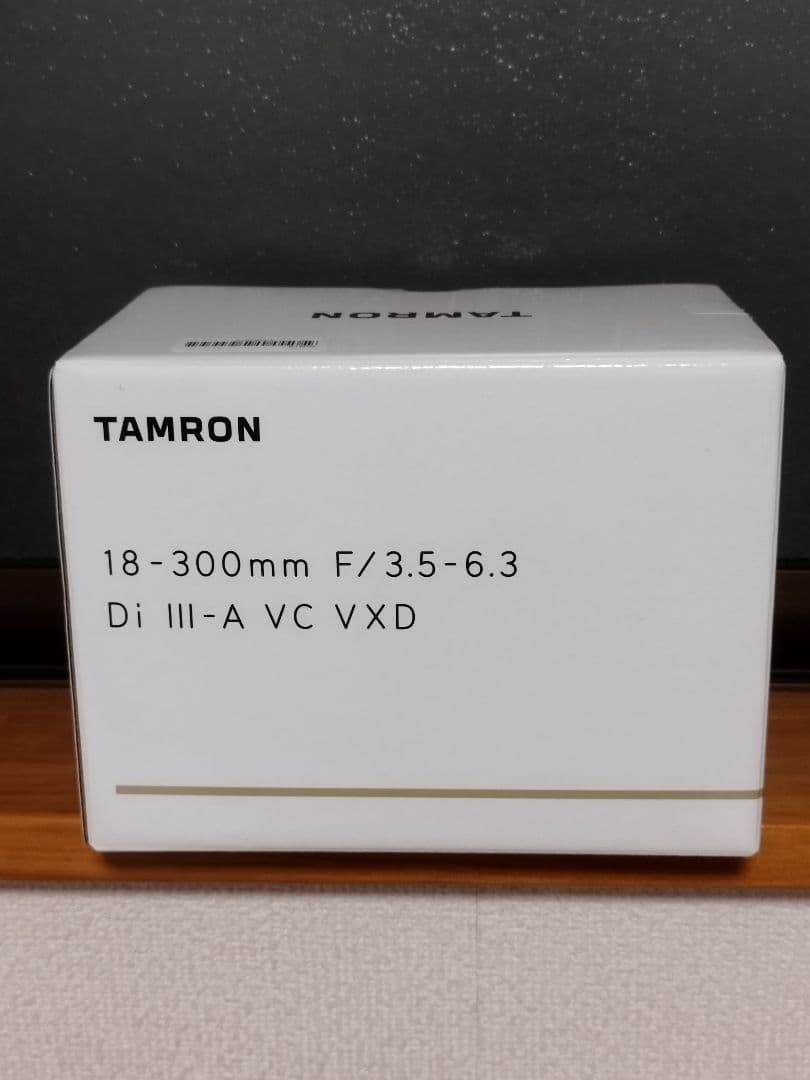 TAMRON
TAMRON
18-300mm F/3.5-6.3
Di III-A VC VXD